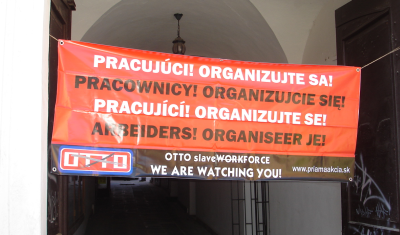 PRACUJÚCI! ORGANIZUJTE SA!
PRACOWNICY! ORGANIZUJCIE SIĘ!
PRACUJÍCÍ! ORGANIZUJTE SE!
ARBEIDERS! ORGANISEER JE!
OTTO
OTTO slaveWORKFORCE
WE ARE WATCHING YOU!
www.priamaakcia.sk